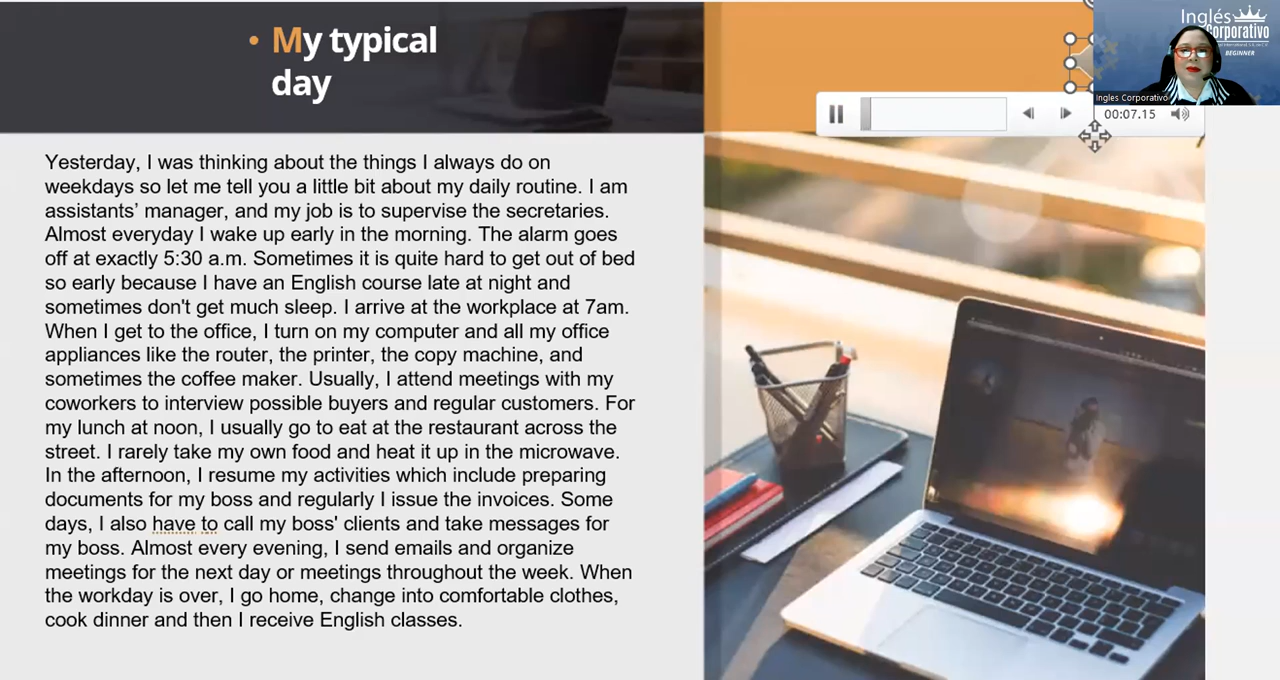 My typical
day
Inglés
Corporativo
BEGINNER
Ingles Corporativo
00:07.15
Yesterday, I was thinking about the things I always do on
weekdays so let me tell you a little bit about my daily routine. I am
assistants’ manager, and my job is to supervise the secretaries.
Almost everyday I wake up early in the morning. The alarm goes
off at exactly 5:30 a.m. Sometimes it is quite hard to get out of bed
so early because I have an English course late at night and
sometimes don't get much sleep. I arrive at the workplace at 7am.
When I get to the office, I turn on my computer and all my office
appliances like the router, the printer, the copy machine, and
sometimes the coffee maker. Usually, I attend meetings with my
coworkers to interview possible buyers and regular customers. For
my lunch at noon, I usually go to eat at the restaurant across the
street. I rarely take my own food and heat it up in the microwave.
In the afternoon, I resume my activities which include preparing
documents for my boss and regularly I issue the invoices. Some
days, I also have to call my boss' clients and take messages for
my boss. Almost every evening, I send emails and organize
meetings for the next day or meetings throughout the week. When
the workday is over, I go home, change into comfortable clothes,
cook dinner and then I receive English classes.